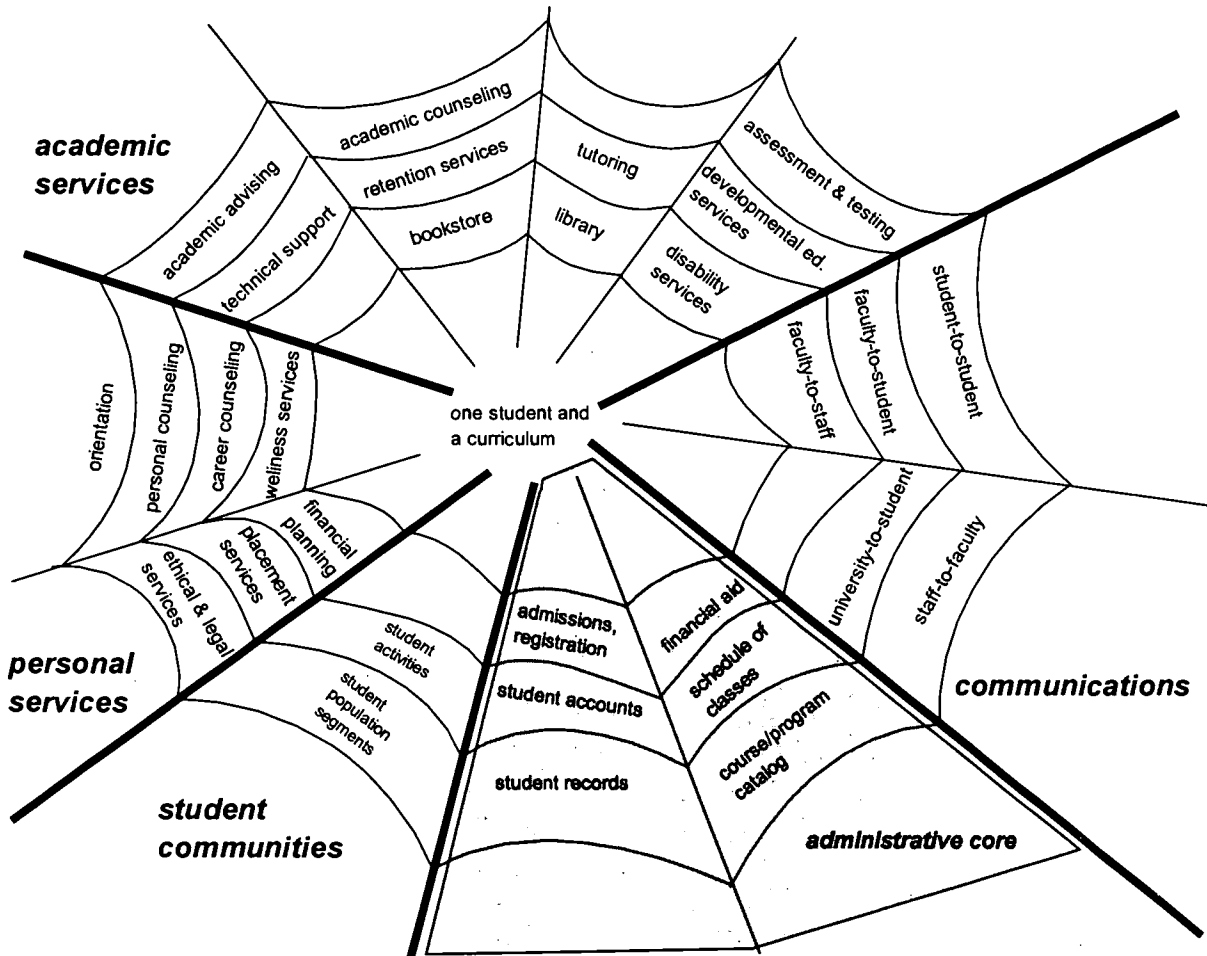 academic
services
academic advising
technical support
academic counseling
retention services
bookstore
tutoring
library
assessment & testing
developmental ed.
services
disability
services
orientation
personal counseling
career counseling
wellness services
financial
planning
placement
services
ethical & legal
services
personal
services
one student and
a curriculum
faculty-to-staff
faculty-to-student
student-to-student
university-to-student
staff-to-faculty
communications
student
activities
student
population
segments
student
communities
admissions,
registration
student accounts
student records
financial aid
schedule of
classes
course/program
catalog
administrative core